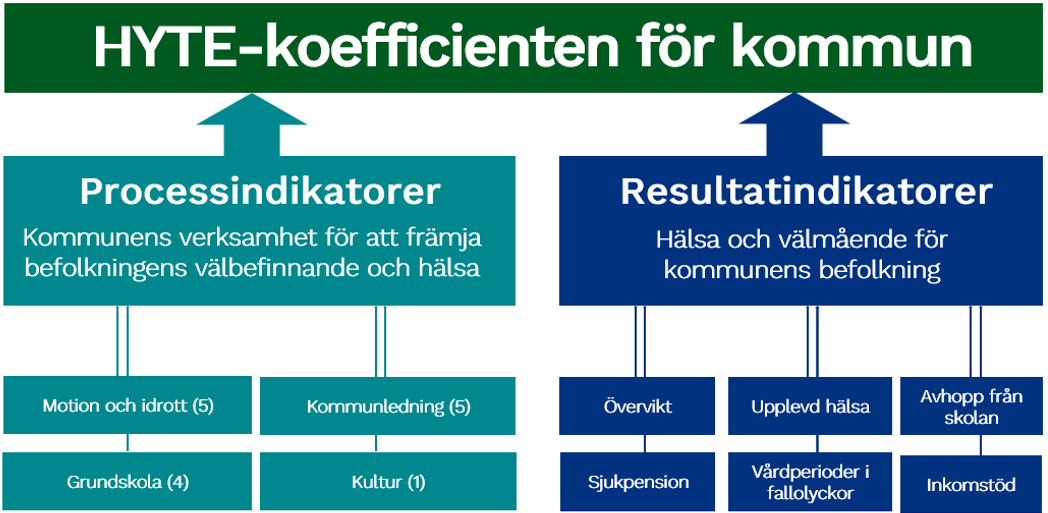 HYTE-koefficienten för kommun
Processindikatorer
Kommunens verksamhet för att främja
befolkningens välbefinnande och hälsa
Resultatindikatorer
Hälsa och välmående för
kommunens befolkning
Motion och idrott (5)
Kommunledning (5)
Grundskola (4)
Kultur (1)
Övervikt
Upplevd hälsa
Avhopp från
skolan
Sjukpension
Vårdperioder i
fallolyckor
Inkomstöd